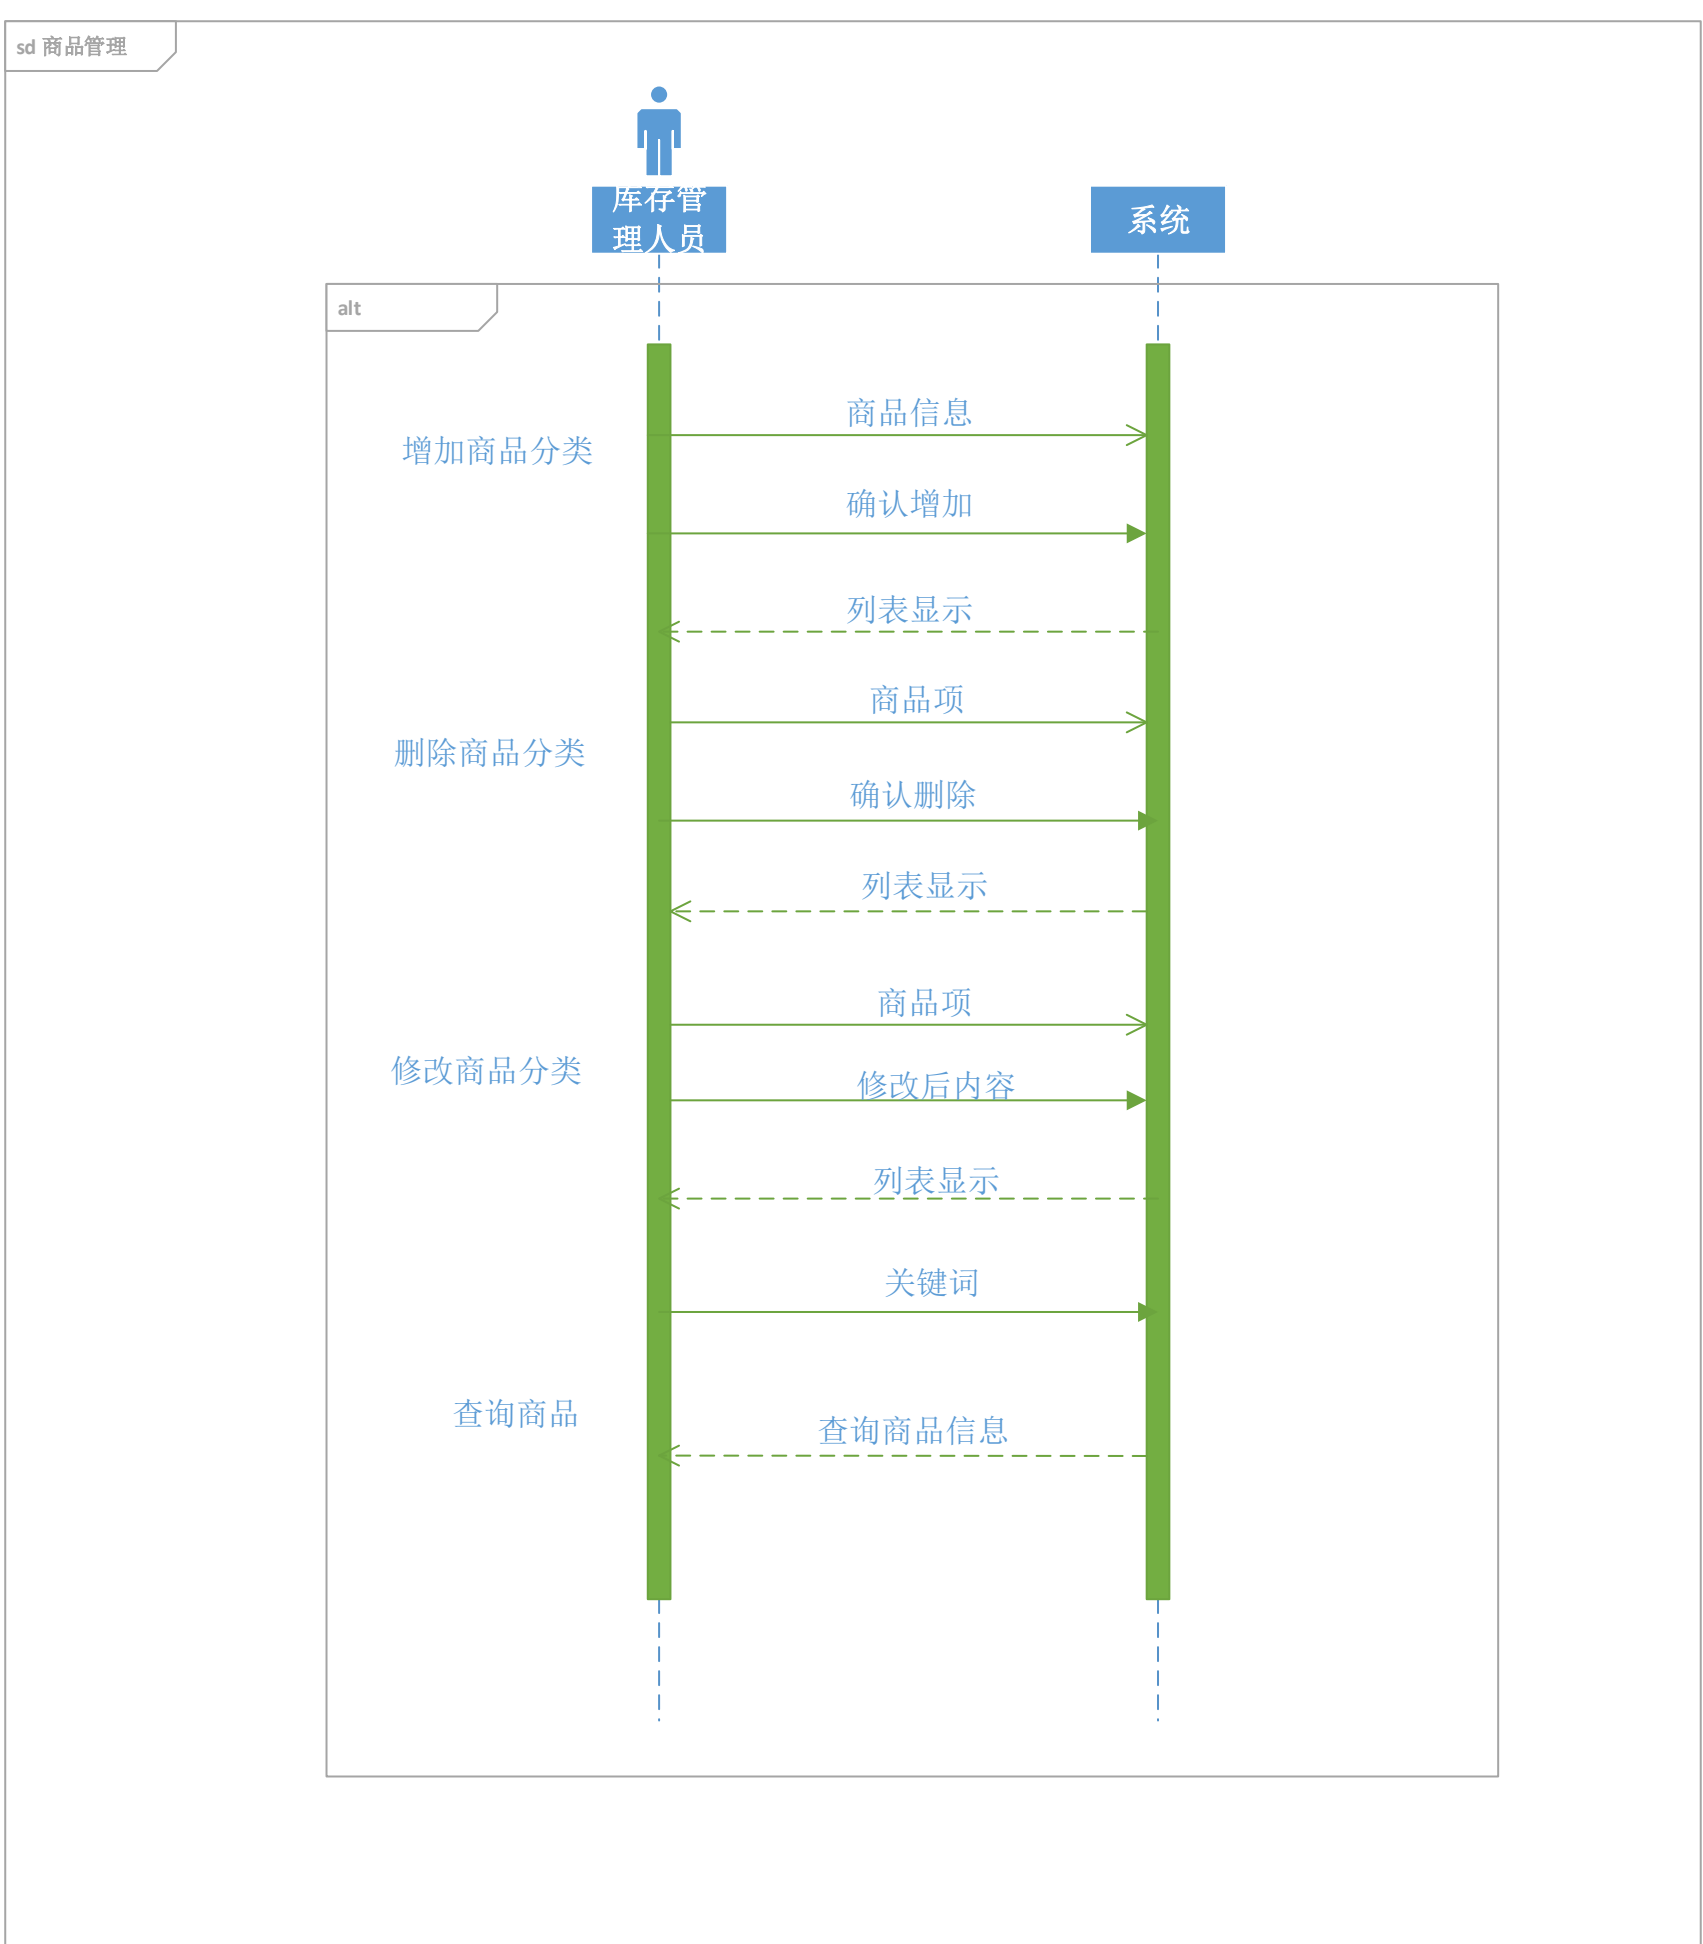 sd 商品管理
库存管
理人员
系统
alt
商品信息
增加商品分类
确认增加
列表显示
商品项
删除商品分类
确认删除
列表显示
商品项
修改商品分类
修改后内容
列表显示
关键词
查询商品
查询商品信息